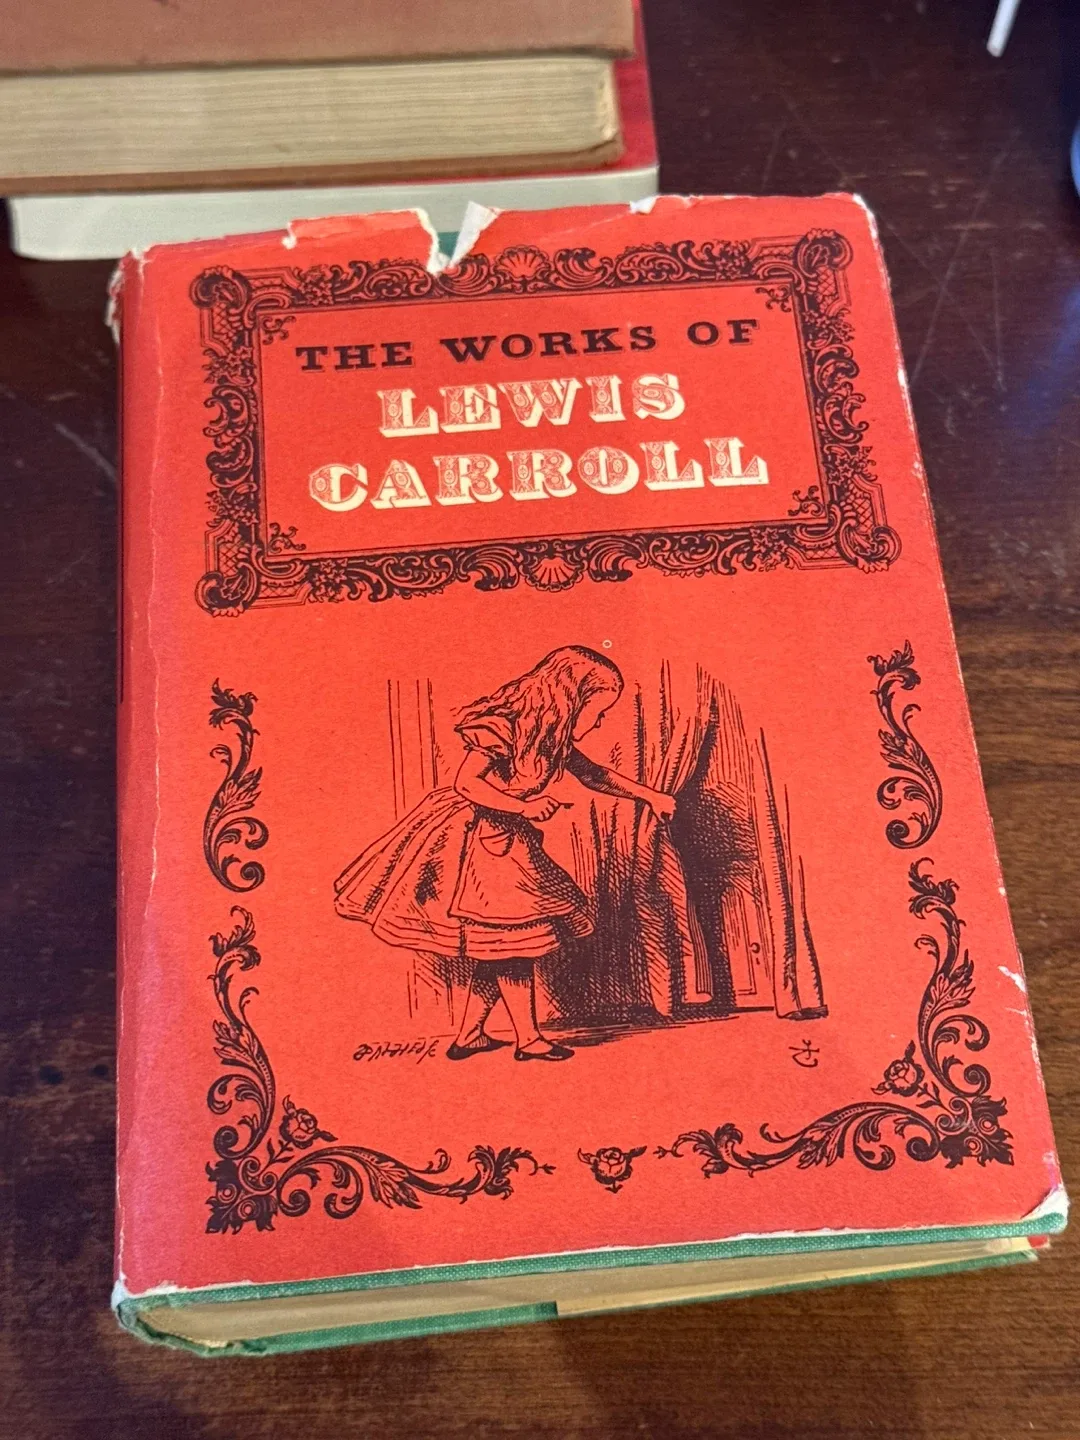 THE WORKS OF
LEWIS
CARROLL